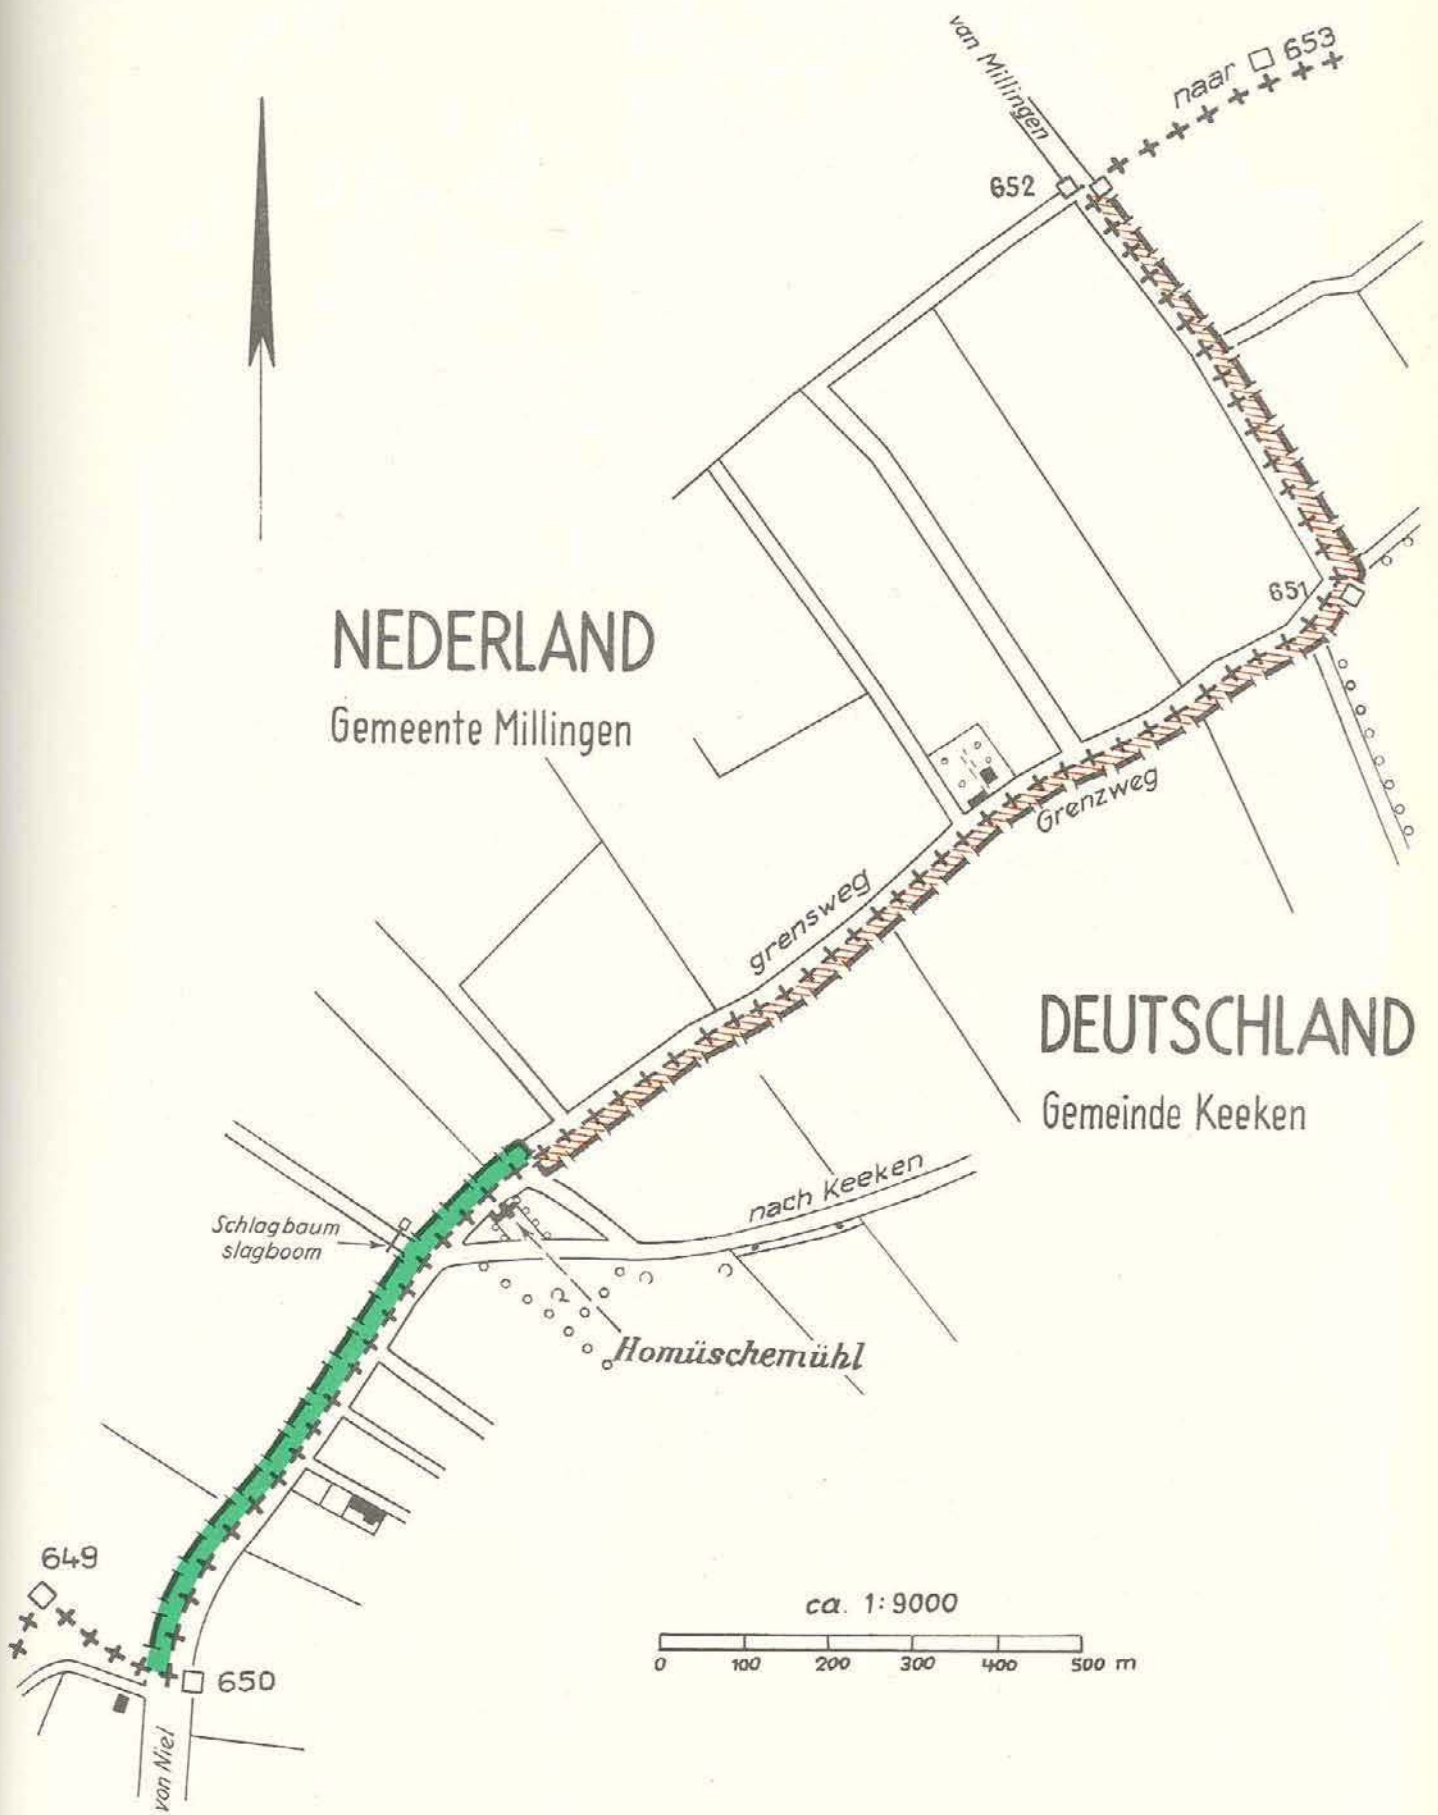 van Millingen
naar 653
652
651
NEDERLAND
Gemeente Millingen
Grenzweg
grensweg
DEUTSCHLAND
Gemeinde Keeken
nach Keeken
Schlagbaum
slagboom
Homüschemühl
649
650
von Niel
ca. 1:9000
0 100 200 300 400 500 m